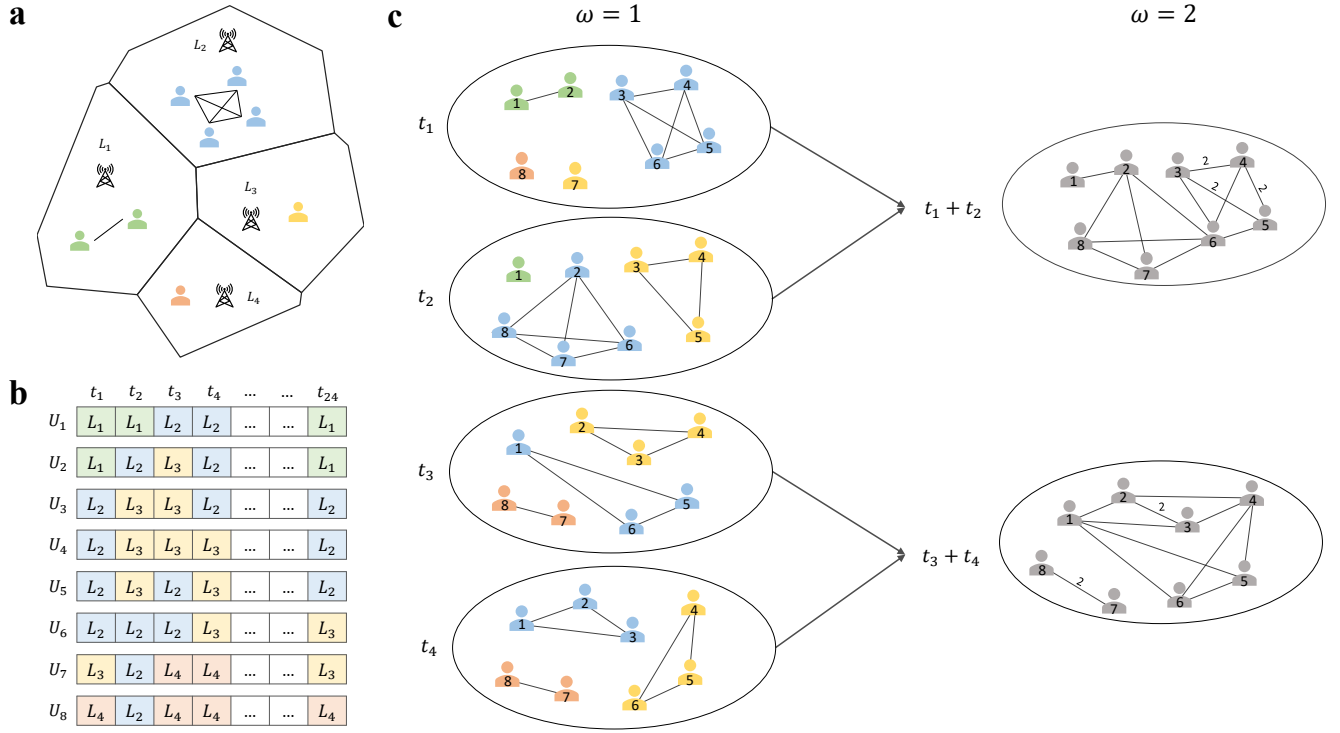 a
L₂
L₁
L₃
L₄
b
t₁ t₂ t₃ t₄ ... ... t₂₄
U₁ L₁ L₁ L₂ L₂ ... ... L₁
U₂ L₁ L₂ L₃ L₂ ... ... L₁
U₃ L₂ L₃ L₃ L₂ ... ... L₂
U₄ L₂ L₃ L₃ L₃ ... ... L₂
U₅ L₂ L₃ L₂ L₃ ... ... L₂
U₆ L₂ L₂ L₂ L₃ ... ... L₃
U₇ L₃ L₂ L₄ L₄ ... ... L₃
U₈ L₄ L₂ L₄ L₄ ... ... L₄
c
ω = 1
ω = 2
t₁
1 2 3 4
5 6
8 7
t₂
1 2 3 4
8 7 6 5
t₃
1 2 3 4
8 7 6 5
t₄
1 2 3 4
8 7 6 5
t₁ + t₂
1 2 3 2 4
2 2
8 7 6 5
t₃ + t₄
1 2 2 3 4
8 2 7 6 5